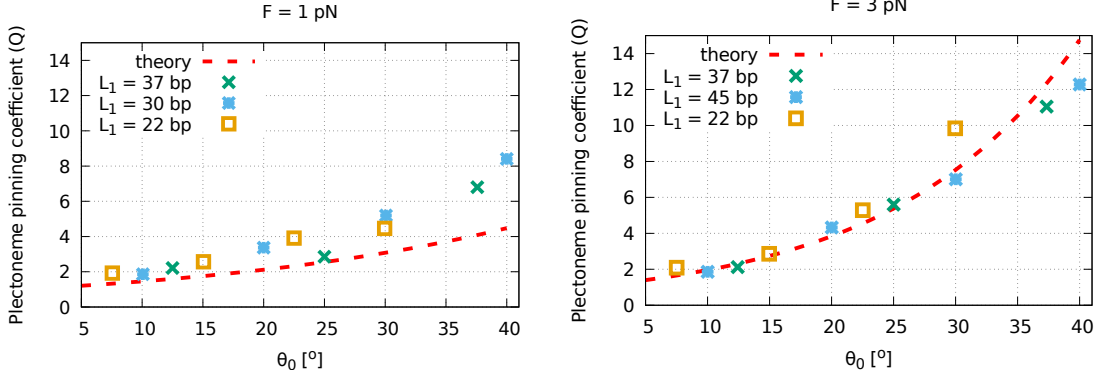 F = 1 pN
Plectoneme pinning coefficient (Q)
14
12
10
8
6
4
2
0
theory
L1 = 37 bp
L1 = 30 bp
L1 = 22 bp
5 10 15 20 25 30 35 40
θ0 [o]
F = 3 pN
Plectoneme pinning coefficient (Q)
14
12
10
8
6
4
2
0
theory
L1 = 37 bp
L1 = 45 bp
L1 = 22 bp
5 10 15 20 25 30 35 40
θ0 [o]